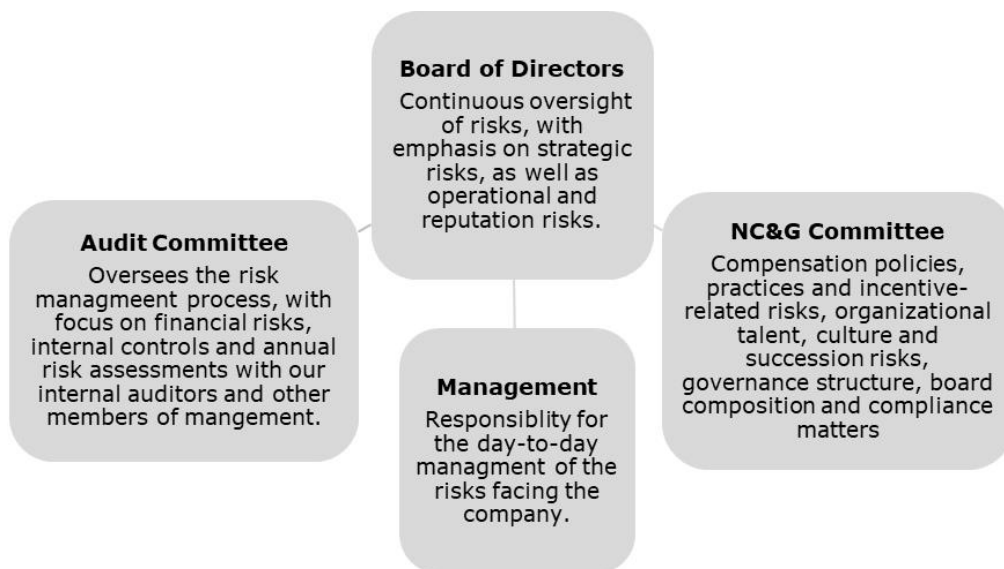 Board of Directors
Continuous oversight
of risks, with
emphasis on strategic
risks, as well as
operational and
reputation risks.
Audit Committee
Oversees the risk
managmeent process, with
focus on financial risks,
internal controls and annual
risk assessments with our
internal auditors and other
members of mangement.
NC&G Committee
Compensation policies,
practices and incentive-
related risks, organizational
talent, culture and
succession risks,
governance structure, board
composition and compliance
matters
Management
Responsiblity for
the day-to-day
managment of the
risks facing the
company.